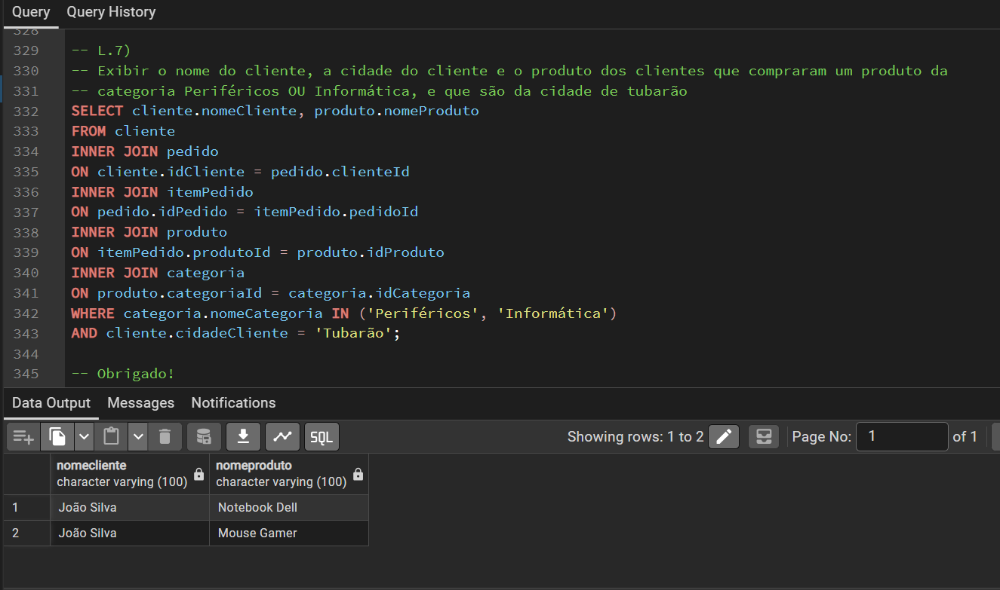 Query Query History
328
329 -- L.7)
330 -- Exibir o nome do cliente, a cidade do cliente e o produto dos clientes que compraram um produto da
331 -- categoria Periféricos OU Informática, e que são da cidade de tubarão
332 SELECT cliente.nomeCliente, produto.nomeProduto
333 FROM cliente
334 INNER JOIN pedido
335 ON cliente.idCliente = pedido.clienteId
336 INNER JOIN itemPedido
337 ON pedido.idPedido = itemPedido.pedidoId
338 INNER JOIN produto
339 ON itemPedido.produtoId = produto.idProduto
340 INNER JOIN categoria
341 ON produto.categoriaId = categoria.idCategoria
342 WHERE categoria.nomeCategoria IN ('Periféricos', 'Informática')
343 AND cliente.cidadeCliente = 'Tubarão';
344
345 -- Obrigado!
Data Output Messages Notifications
SQL Showing rows: 1 to 2 Page No: 1 of 1
nomecliente nomeproduto
character varying (100) character varying (100)
1 João Silva Notebook Dell
2 João Silva Mouse Gamer